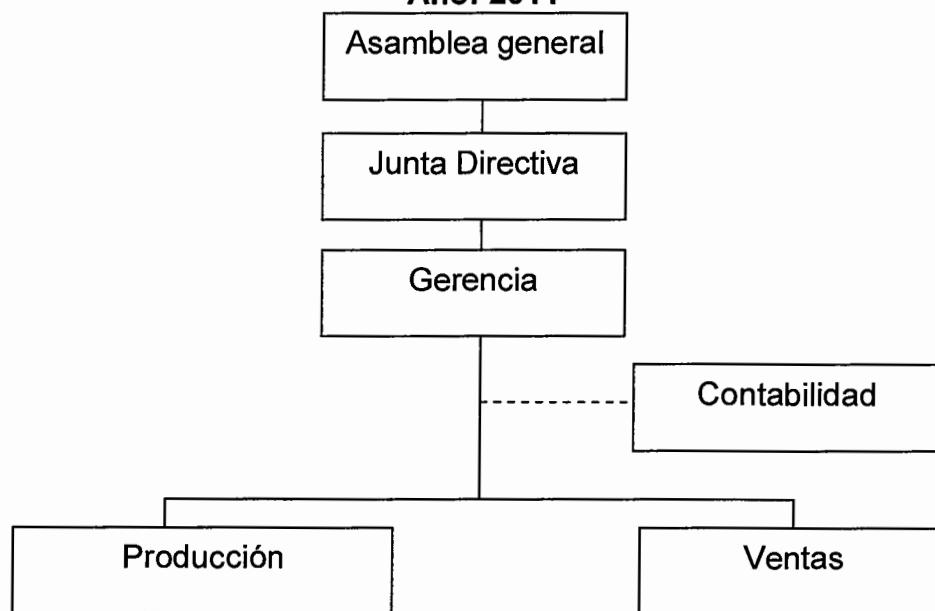 Asamblea general
Junta Directiva
Gerencia
Contabilidad
Producción
Ventas